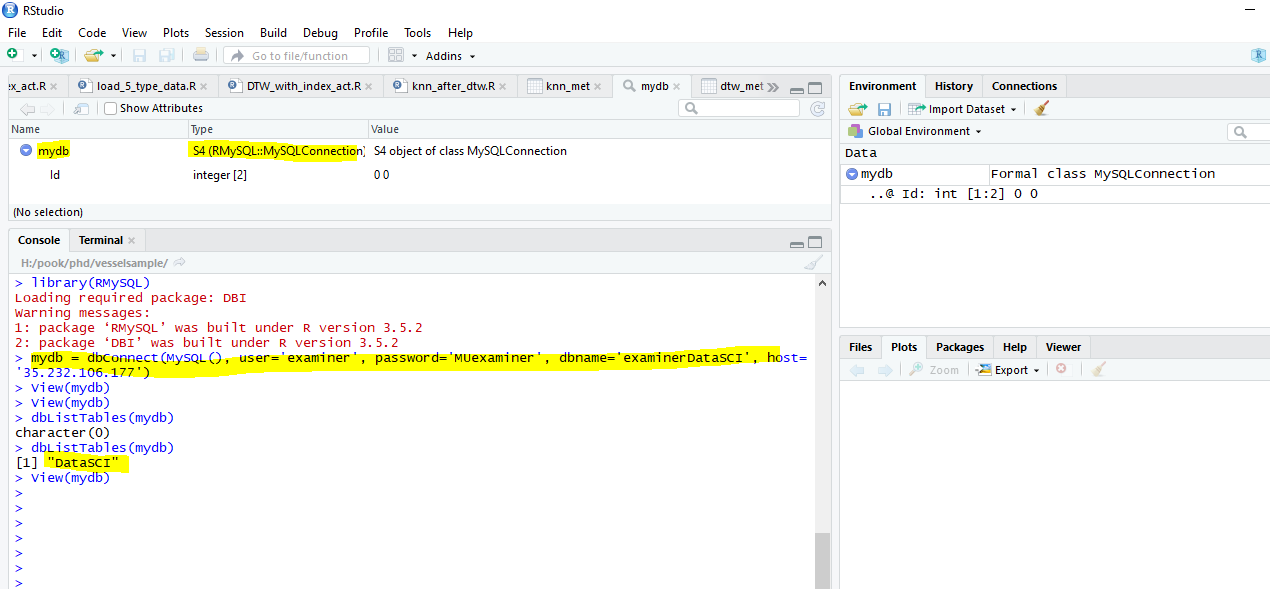 RStudio
File Edit Code View Plots Session Build Debug Profile Tools Help
Go to file/function Addins
ex_act.R load_5_type_data.R DTW_with_index_act.R knn_after_dtw.R knn_met mydb dtw_met
Show Attributes
Name Type Value
mydb S4 (RMySQL::MySQLConnection) S4 object of class MySQLConnection
Id integer [2] 0 0
(No selection)
Console Terminal
H:/pook/phd/vesselsample/
> library(RMySQL)
Loading required package: DBI
Warning messages:
1: package ‘RMySQL’ was built under R version 3.5.2
2: package ‘DBI’ was built under R version 3.5.2
> mydb = dbConnect(MySQL(), user='examiner', password='MUexaminer', dbname='examinerDataSCI', host=
'35.232.106.177')
> View(mydb)
> View(mydb)
> dbListTables(mydb)
character(0)
> dbListTables(mydb)
[1] "DataSCI"
> View(mydb)
>
>
>
>
>
>
>
Environment History Connections
Import Dataset
Global Environment
Data
mydb Formal class MySQLConnection
..@ Id: int [1:2] 0 0
Files Plots Packages Help Viewer
Zoom Export